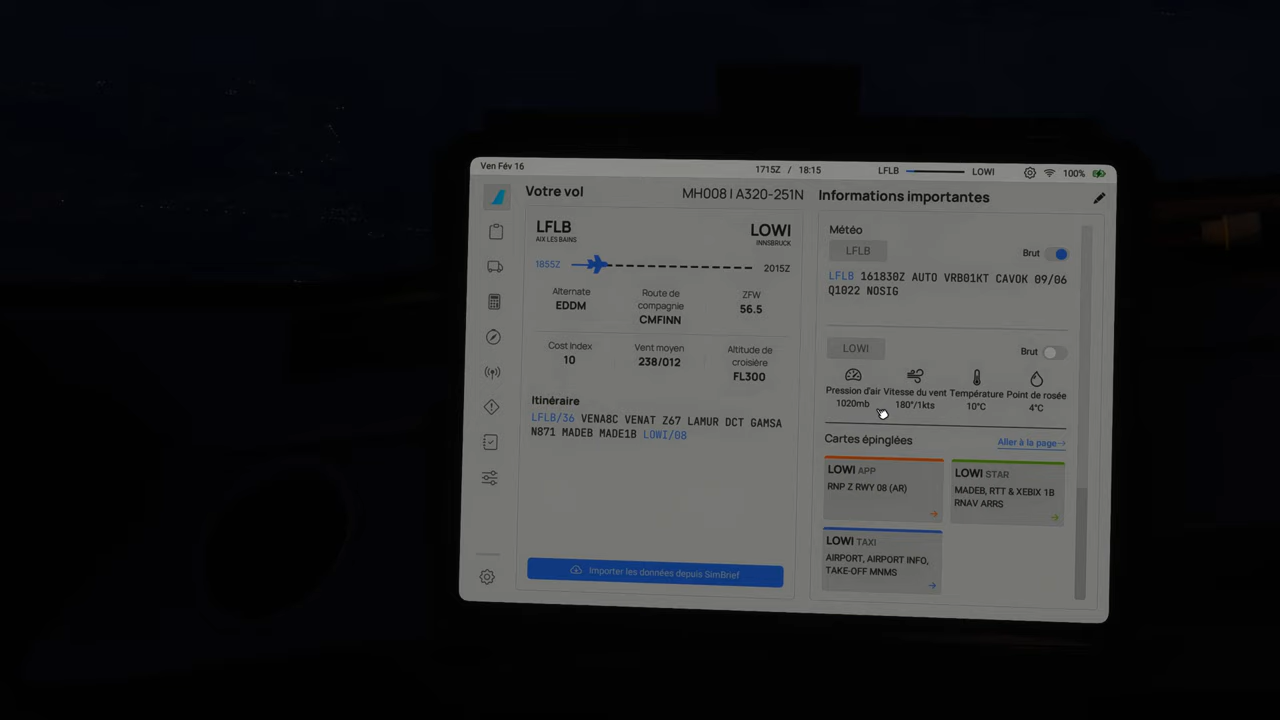 Ven Fév 16
1715Z / 18:15
LFLB LOWI
100%
Votre vol
MH008 | A320-251N
LFLB
AIX LES BAINS
LOWI
INNSBRUCK
1855Z
2015Z
Alternate
EDDM
Route de
compagnie
CMFINN
ZFW
56.5
Cost Index
10
Vent moyen
238/012
Altitude de
croisière
FL300
Itinéraire
LFLB/36 VENA8C VENAT Z67 LAMUR DCT GAMSA
N871 MADEB MADE1B LOWI/08
Importer les données depuis SimBrief
Informations importantes
Météo
LFLB
Brut
LFLB 161830Z AUTO VRB01KT CAVOK 09/06
Q1022 NOSIG
LOWI
Brut
Pression d'air Vitesse du vent Température Point de rosée
1020mb 180°/1kts 10°C 4°C
Cartes épinglées
Aller à la page
LOWI APP
RNP Z RWY 08 (AR)
LOWI STAR
MADEB, RTT & XEBIX 1B
RNAV ARRS
LOWI TAXI
AIRPORT, AIRPORT INFO,
TAKE-OFF MNMS